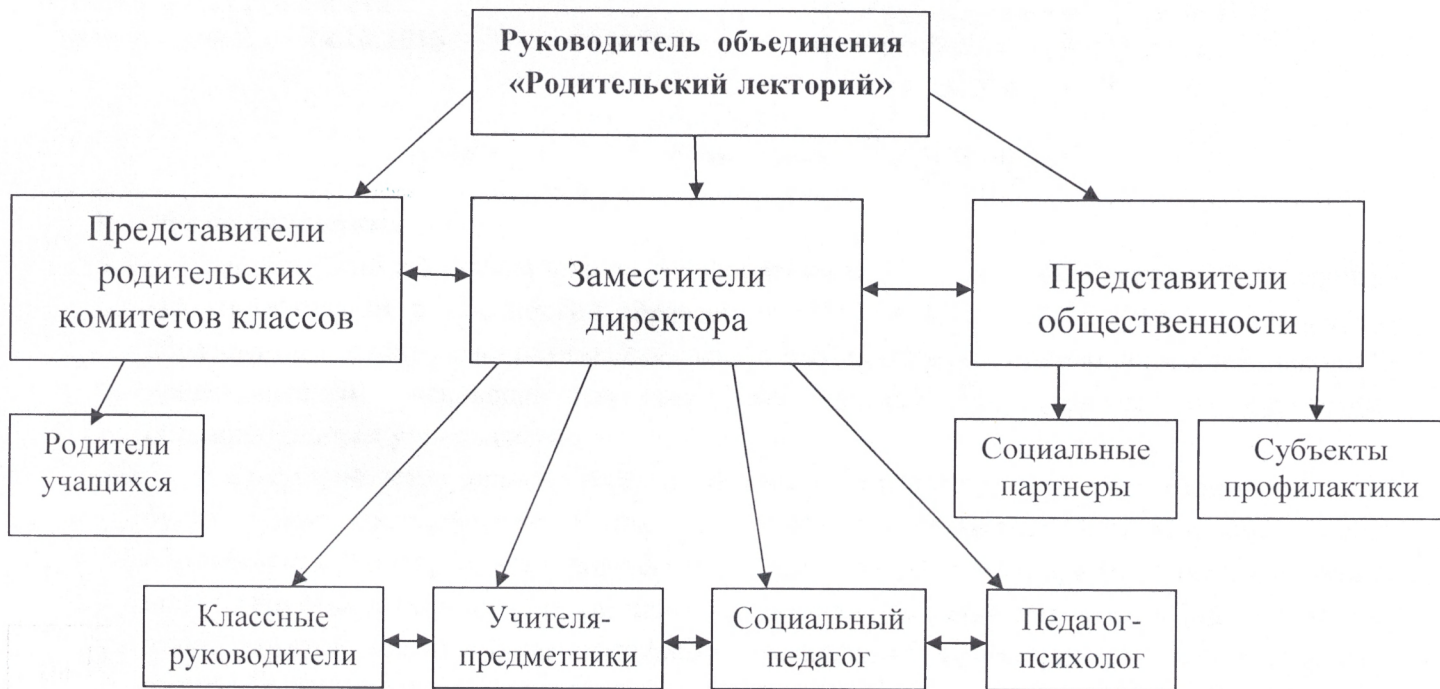 Руководитель объединения
«Родительский лекторий»
Представители
родительских
комитетов классов
Заместители
директора
Представители
общественности
Родители
учащихся
Социальные
партнеры
Субъекты
профилактики
Классные
руководители
Учителя-
предметники
Социальный
педагог
Педагог-
психолог